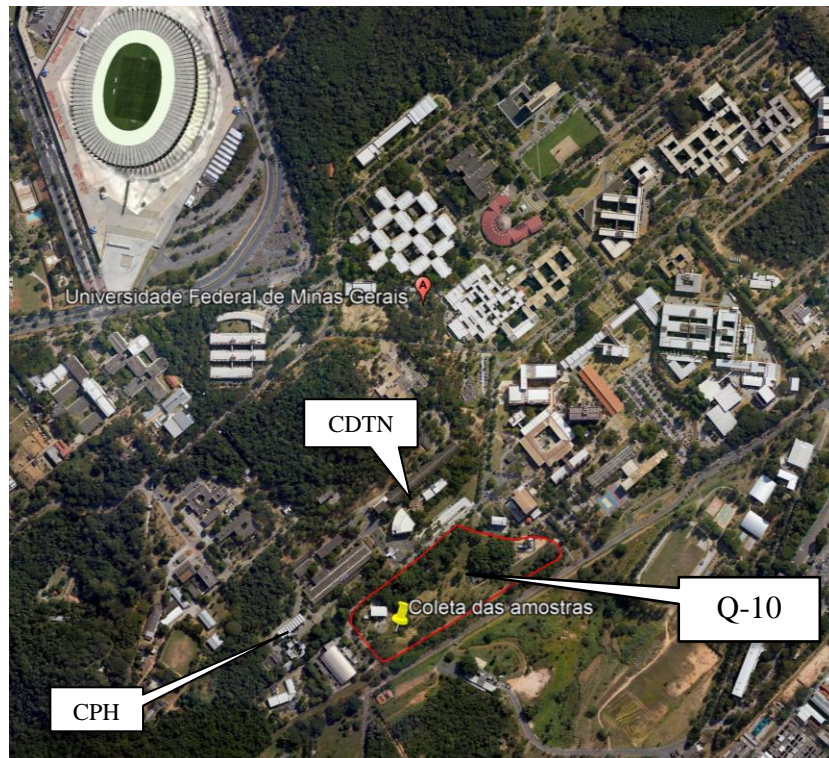 Universidade Federal de Minas Gerais
A
CDTN
Coleta das amostras
Q-10
CPH